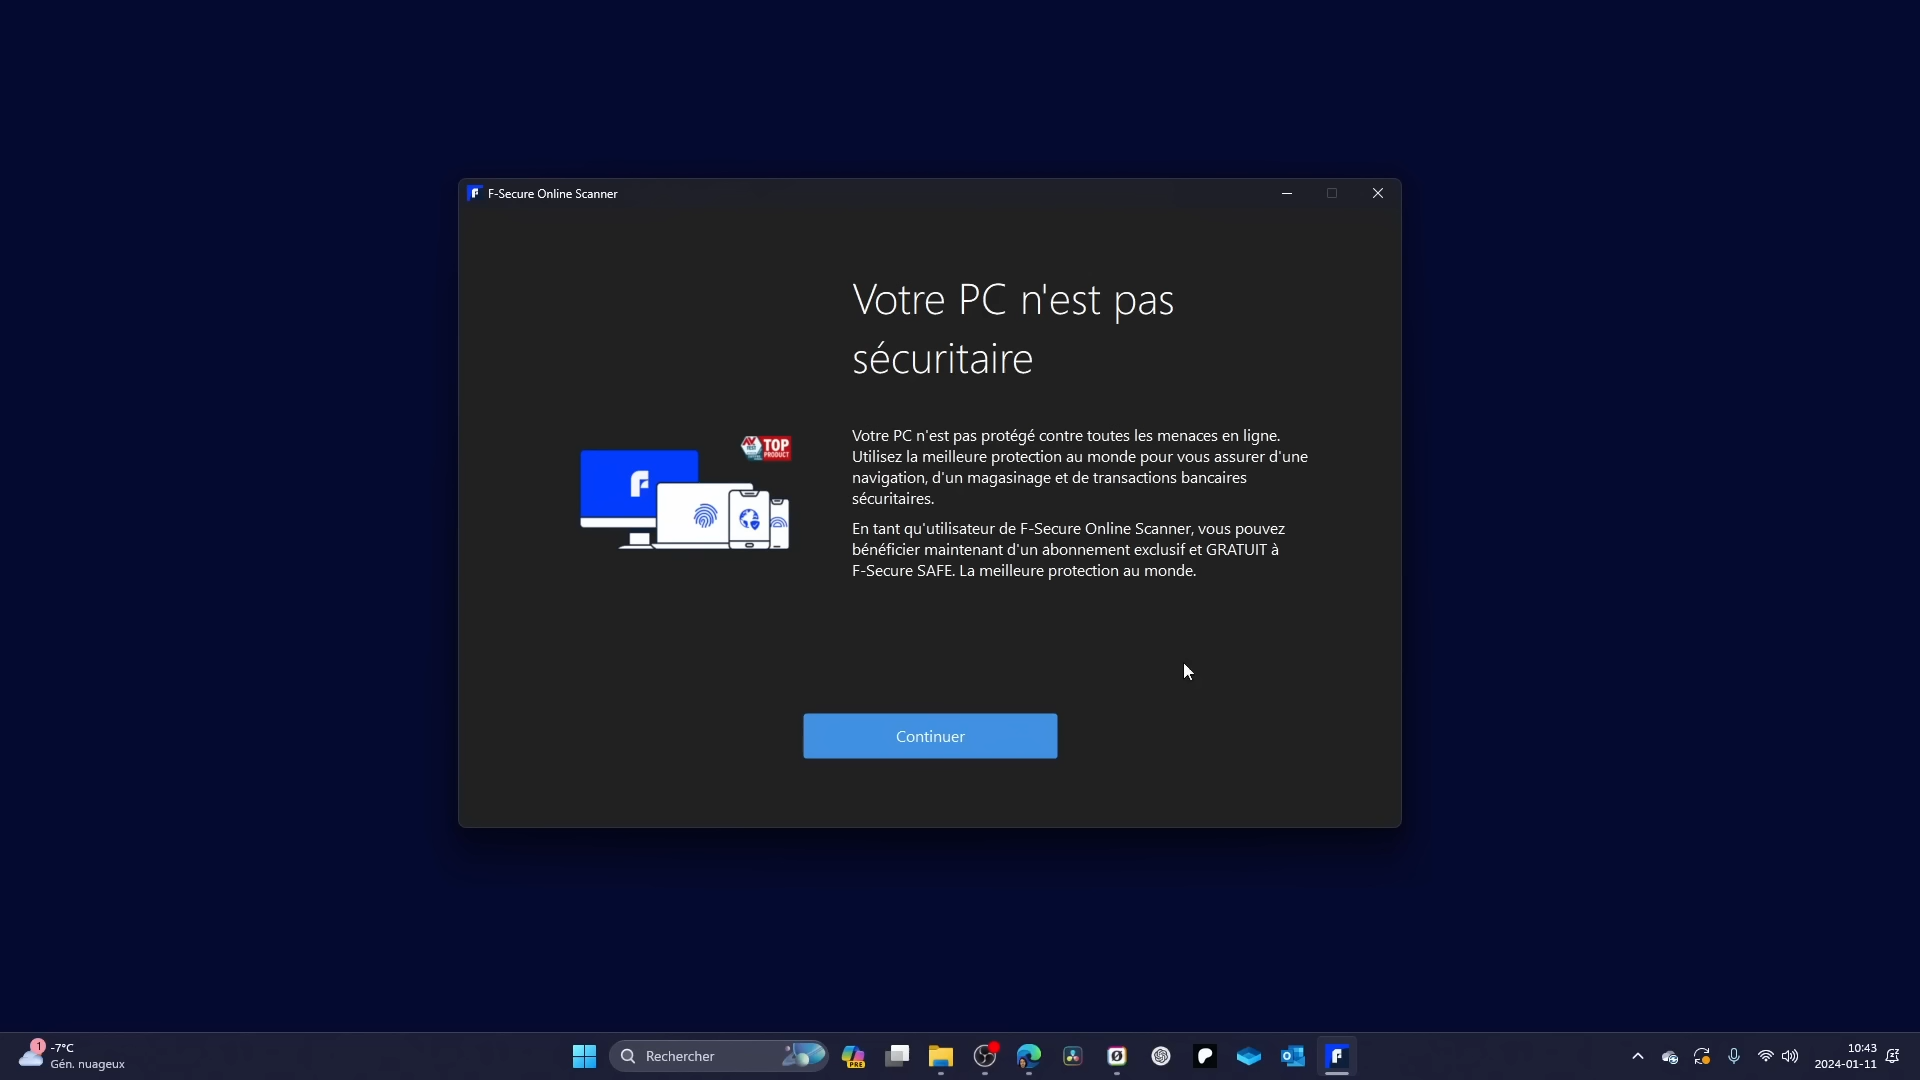 F-Secure Online Scanner
Votre PC n'est pas
sécuritaire
TOP
PRODUCT
Votre PC n'est pas protégé contre toutes les menaces en ligne.
Utilisez la meilleure protection au monde pour vous assurer d'une
navigation, d'un magasinage et de transactions bancaires
sécuritaires.
En tant qu'utilisateur de F-Secure Online Scanner, vous pouvez
bénéficier maintenant d'un abonnement exclusif et GRATUIT à
F-Secure SAFE. La meilleure protection au monde.
Continuer
1
-7°C
Gén. nuageux
Rechercher
PRE
10:43
2024-01-11